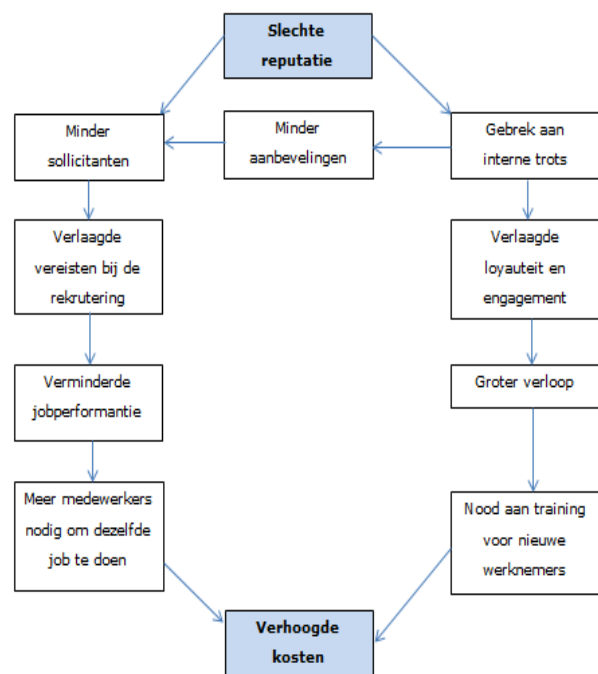 Slechte
reputatie
Minder
sollicitanten
Minder
aanbevelingen
Gebrek aan
interne trots
Verlaagde
vereisten bij de
rekrutering
Verlaagde
loyauteit en
engagement
Verminderde
jobperformantie
Groter verloop
Meer medewerkers
nodig om dezelfde
job te doen
Nood aan training
voor nieuwe
werknemers
Verhoogde
kosten